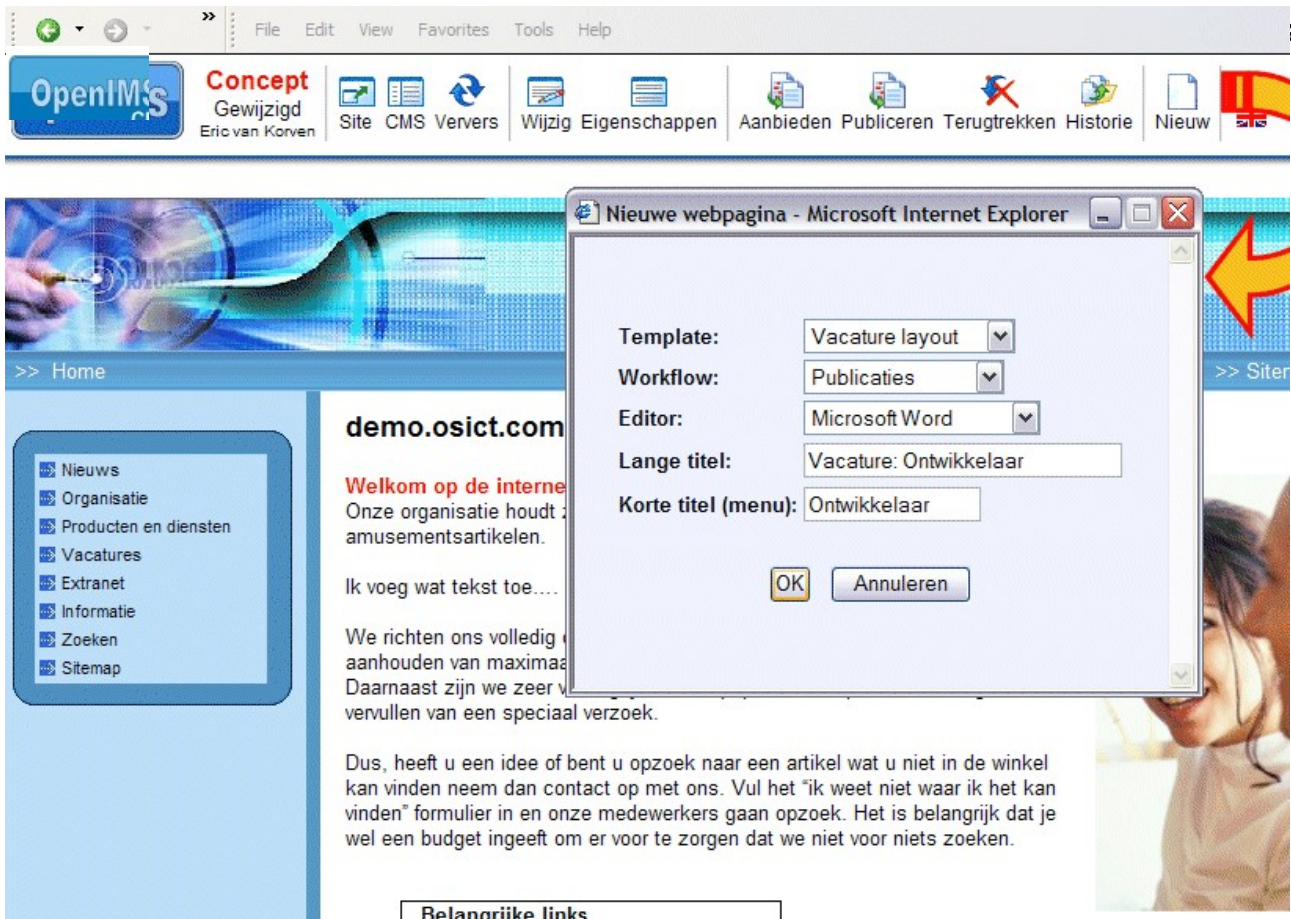 »
File Edit View Favorites Tools Help
OpenIMS
Concept
Gewijzigd
Eric van Korven
Site CMS Ververs Wijzig Eigenschappen Aanbieden Publiceren Terugtrekken Historie Nieuw
Nieuwe webpagina - Microsoft Internet Explorer
Template: Vacature layout
Workflow: Publicaties
Editor: Microsoft Word
Lange titel: Vacature: Ontwikkelaar
Korte titel (menu): Ontwikkelaar
OK Annuleren
>> Home
>> Siter
Nieuws
Organisatie
Producten en diensten
Vacatures
Extranet
Informatie
Zoeken
Sitemap
demo.osict.com
Welkom op de interne
Onze organisatie houdt
amusementsartikelen.
Ik voeg wat tekst toe....
We richten ons volledig
aanhouden van maximaa
Daarnaast zijn we zeer
vervullen van een speciaal verzoek.
Dus, heeft u een idee of bent u opzoek naar een artikel wat u niet in de winkel
kan vinden neem dan contact op met ons. Vul het “ik weet niet waar ik het kan
vinden” formulier in en onze medewerkers gaan opzoek. Het is belangrijk dat je
wel een budget ingeeft om er voor te zorgen dat we niet voor niets zoeken.
Belangrijke links